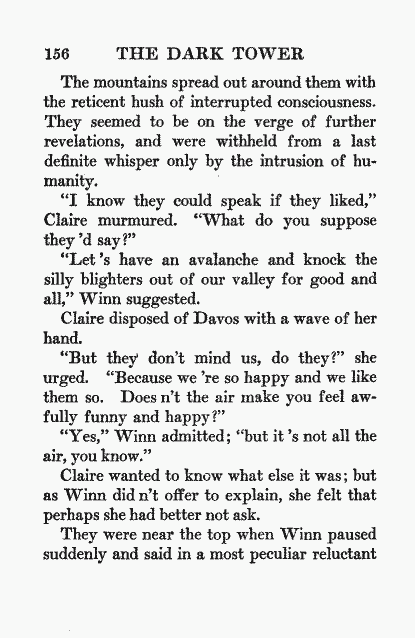 156 THE DARK TOWER
The mountains spread out around them with
the reticent hush of interrupted consciousness.
They seemed to be on the verge of further
revelations, and were withheld from a last
definite whisper only by the intrusion of hu-
manity.
"I know they could speak if they liked,"
Claire murmured. "What do you suppose
they 'd say?"
"Let 's have an avalanche and knock the
silly blighters out of our valley for good and
all," Winn suggested.
Claire disposed of Davos with a wave of her
hand.
"But they don't mind us, do they?" she
urged. "Because we 're so happy and we like
them so. Does n't the air make you feel aw-
fully funny and happy?"
"Yes," Winn admitted; "but it 's not all the
air, you know."
Claire wanted to know what else it was; but
as Winn did n't offer to explain, she felt that
perhaps she had better not ask.
They were near the top when Winn paused
suddenly and said in a most peculiar reluctant